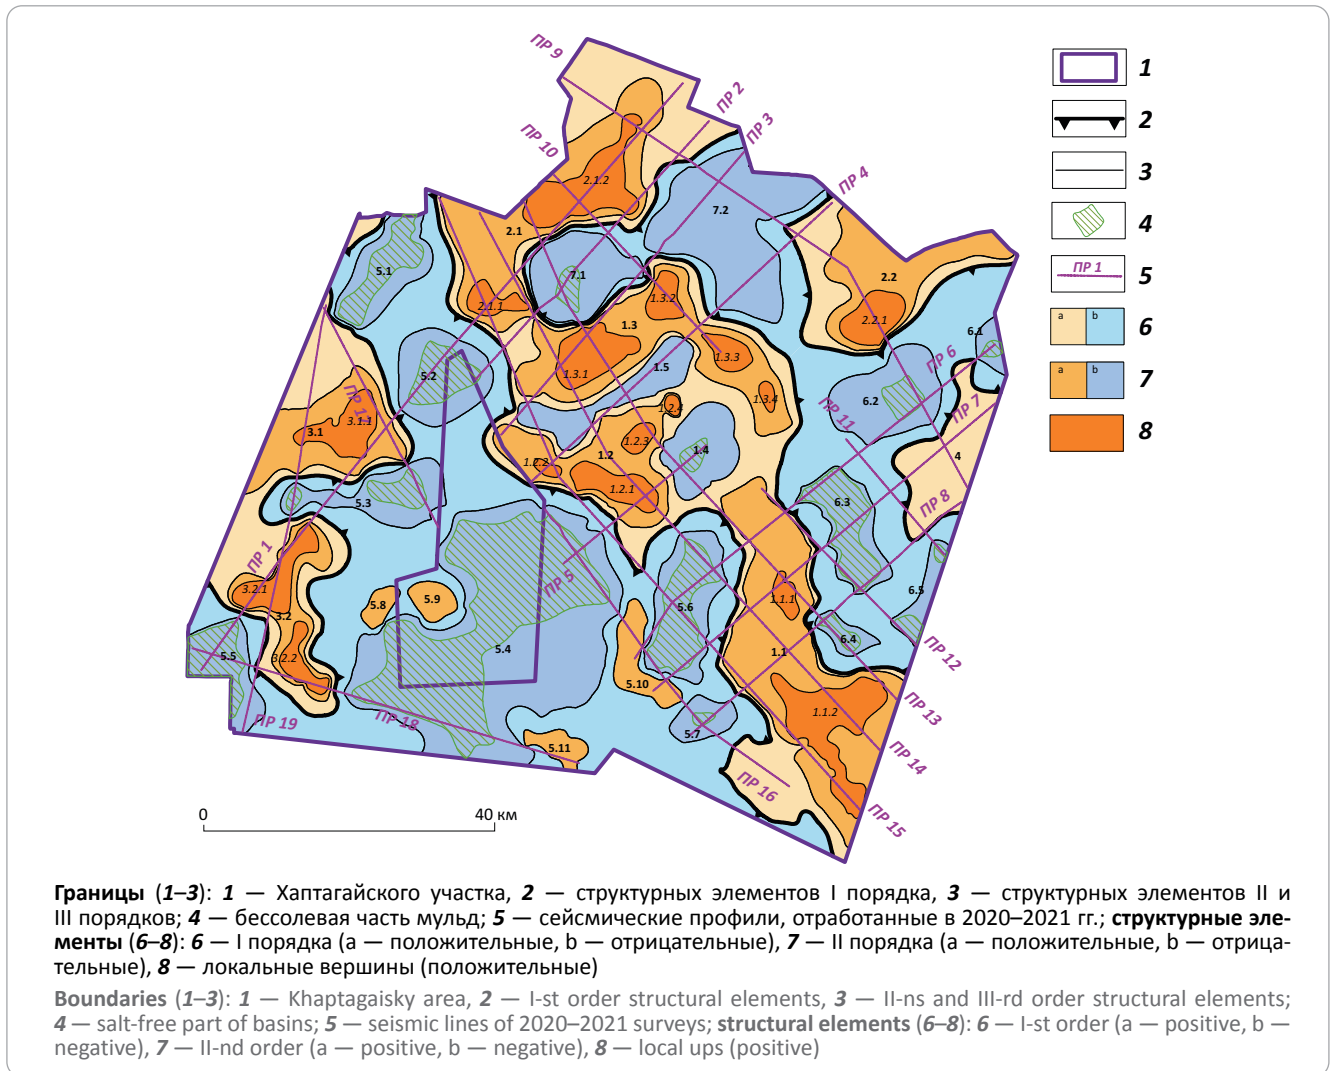 ПР 9
ПР 2
ПР 3
ПР 10
ПР 4
1
2
3
4
ПР 1
5
a
b
6
a
b
7
8
2.1.2
7.2
2.1
5.1
7.1
2.2
2.1.1
1.3.2
1.3
2.2.1
6.1
1.3.3
ПР 6
5.2
1.3.1
1.5
6.2
1.3.4
ПР 11
ПР 7
ПР 17
3.1.1
3.1
1.2.4
1.2.3
1.4
4
1.2
1.2.2
1.2.1
5.3
6.3
ПР 8
ПР 1
ПР 5
3.2.1
5.8
5.9
5.6
1.1.1
6.5
3.2
6.4
5.4
5.5
3.2.2
1.1
ПР 12
5.10
ПР 13
1.1.2
ПР 19
ПР 18
5.7
5.11
ПР 14
ПР 16
ПР 15
0
40 км
Границы (1–3): 1 — Хаптагайского участка, 2 — структурных элементов I порядка, 3 — структурных элементов II и
III порядков; 4 — бессолевая часть мульд; 5 — сейсмические профили, отработанные в 2020–2021 гг.; структурные эле-
менты (6–8): 6 — I порядка (a — положительные, b — отрицательные), 7 — II порядка (a — положительные, b — отрица-
тельные), 8 — локальные вершины (положительные)
Boundaries (1–3): 1 — Khaptagaisky area, 2 — I-st order structural elements, 3 — II-ns and III-rd order structural elements;
4 — salt-free part of basins; 5 — seismic lines of 2020–2021 surveys; structural elements (6–8): 6 — I-st order (a — positive, b —
negative), 7 — II-nd order (a — positive, b — negative), 8 — local ups (positive)